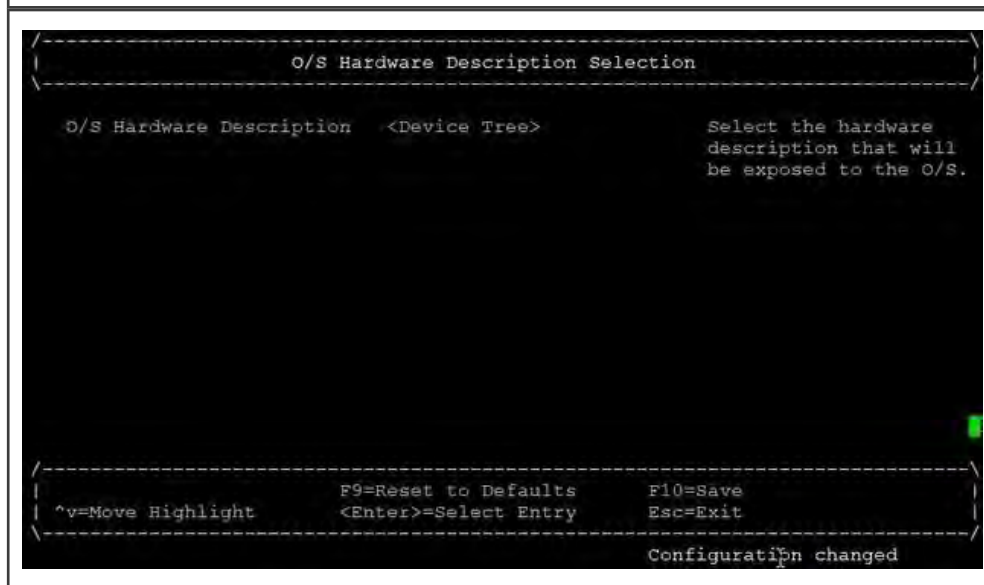 O/S Hardware Description Selection
O/S Hardware Description <Device Tree> Select the hardware
description that will
be exposed to the O/S.
F9=Reset to Defaults F10=Save
^v=Move Highlight <Enter>=Select Entry Esc=Exit
Configuration changed